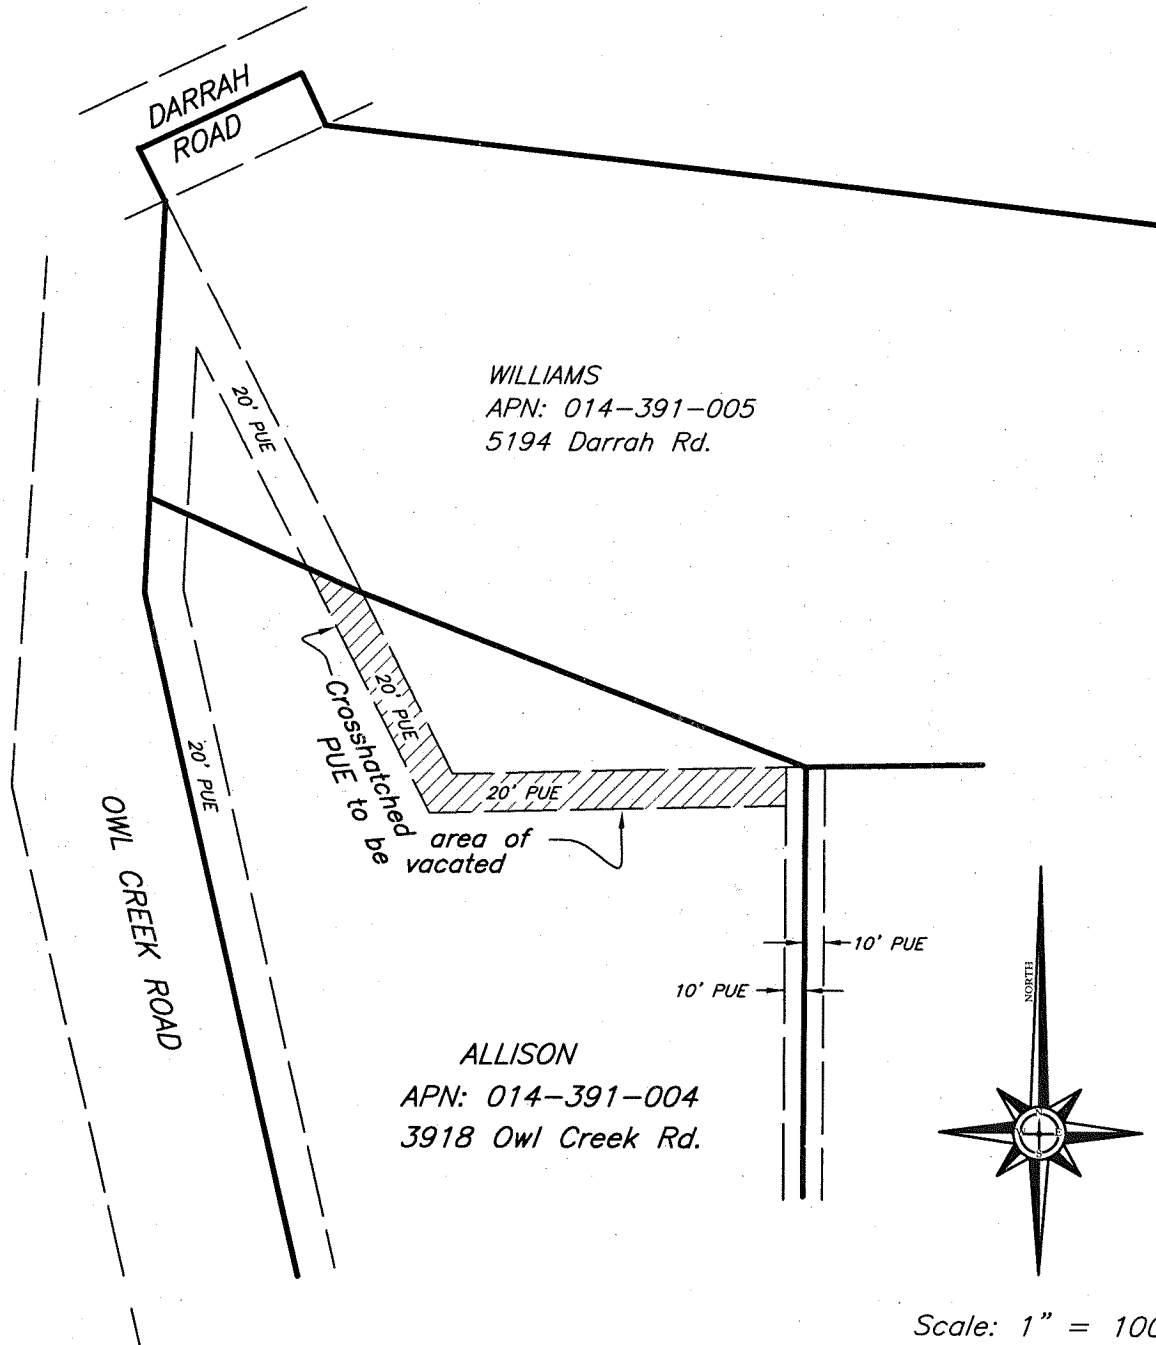 DARRAH
ROAD
WILLIAMS
APN: 014-391-005
5194 Darrah Rd.
20' PUE
20' PUE
20' PUE
20' PUE
Crosshatched area of
PUE to be vacated
OWL CREEK ROAD
10' PUE
10' PUE
ALLISON
APN: 014-391-004
3918 Owl Creek Rd.
NORTH
N
W E
S
Scale: 1" = 100